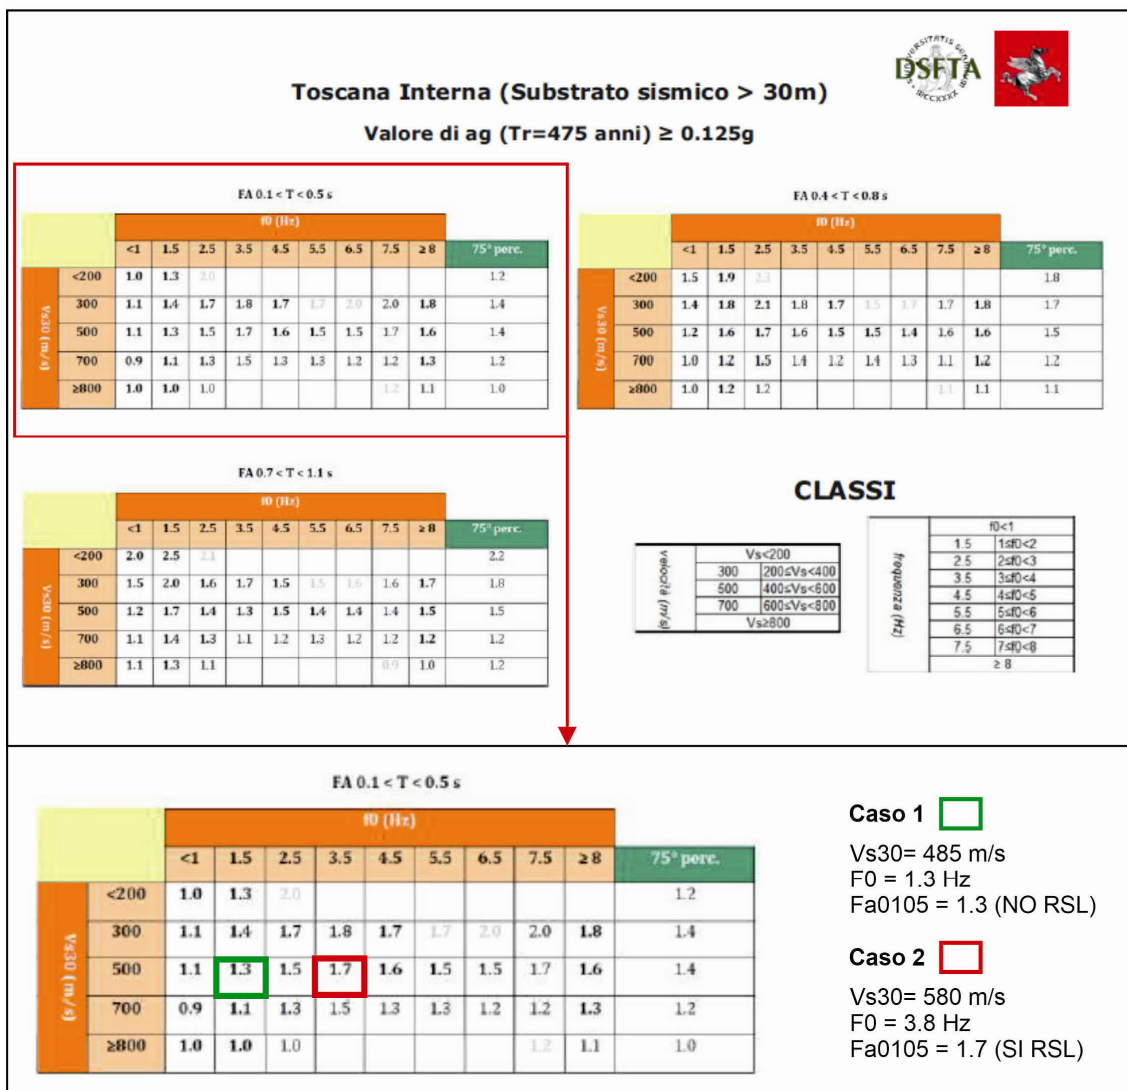 DSFTA
Toscana Interna (Substrato sismico > 30m)
Valore di ag (Tr=475 anni) ≥ 0.125g
FA 0.1 < T < 0.5 s
f0 (Hz)
<1 1.5 2.5 3.5 4.5 5.5 6.5 7.5 ≥ 8 75° perc.
Vs30 (m/s)
<200 1.0 1.3 2.0 1.2
300 1.1 1.4 1.7 1.8 1.7 1.7 2.0 2.0 1.8 1.4
500 1.1 1.3 1.5 1.7 1.6 1.5 1.5 1.7 1.6 1.4
700 0.9 1.1 1.3 1.5 1.3 1.3 1.2 1.2 1.3 1.2
≥800 1.0 1.0 1.0 1.2 1.1 1.0
FA 0.4 < T < 0.8 s
f0 (Hz)
<1 1.5 2.5 3.5 4.5 5.5 6.5 7.5 ≥ 8 75° perc.
Vs30 (m/s)
<200 1.5 1.9 2.3 1.8
300 1.4 1.8 2.1 1.8 1.7 1.5 1.7 1.7 1.8 1.7
500 1.2 1.6 1.7 1.6 1.5 1.5 1.4 1.6 1.6 1.5
700 1.0 1.2 1.5 1.4 1.2 1.4 1.3 1.1 1.2 1.2
≥800 1.0 1.2 1.2 1.1 1.1 1.1
FA 0.7 < T < 1.1 s
f0 (Hz)
<1 1.5 2.5 3.5 4.5 5.5 6.5 7.5 ≥ 8 75° perc.
Vs30 (m/s)
<200 2.0 2.5 2.1 2.2
300 1.5 2.0 1.6 1.7 1.5 1.5 1.6 1.6 1.7 1.8
500 1.2 1.7 1.4 1.3 1.5 1.4 1.4 1.4 1.5 1.5
700 1.1 1.4 1.3 1.1 1.2 1.3 1.2 1.2 1.2 1.2
≥800 1.1 1.3 1.1 0.9 1.0 1.2
CLASSI
velocità (m/s)
Vs<200
300 200≤Vs<400
500 400≤Vs<600
700 600≤Vs<800
Vs≥800
frequenza (Hz)
f0<1
1.5 1≤f0<2
2.5 2≤f0<3
3.5 3≤f0<4
4.5 4≤f0<5
5.5 5≤f0<6
6.5 6≤f0<7
7.5 7≤f0<8
≥ 8
FA 0.1 < T < 0.5 s
f0 (Hz)
<1 1.5 2.5 3.5 4.5 5.5 6.5 7.5 ≥ 8 75° perc.
Vs30 (m/s)
<200 1.0 1.3 2.0 1.2
300 1.1 1.4 1.7 1.8 1.7 1.7 2.0 2.0 1.8 1.4
500 1.1 1.3 1.5 1.7 1.6 1.5 1.5 1.7 1.6 1.4
700 0.9 1.1 1.3 1.5 1.3 1.3 1.2 1.2 1.3 1.2
≥800 1.0 1.0 1.0 1.2 1.1 1.0
Caso 1
Vs30= 485 m/s
F0 = 1.3 Hz
Fa0105 = 1.3 (NO RSL)
Caso 2
Vs30= 580 m/s
F0 = 3.8 Hz
Fa0105 = 1.7 (SI RSL)